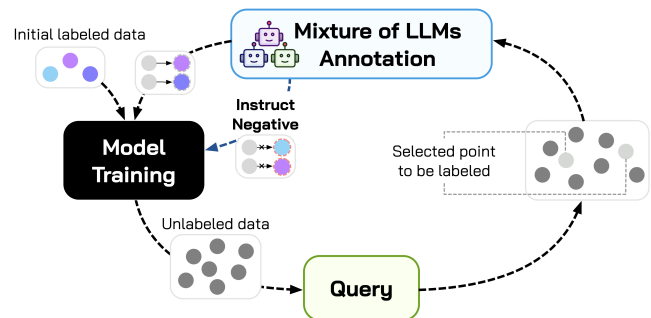 Initial labeled data
Mixture of LLMs
Annotation
Instruct
Negative
Model
Training
Selected point
to be labeled
Unlabeled data
Query